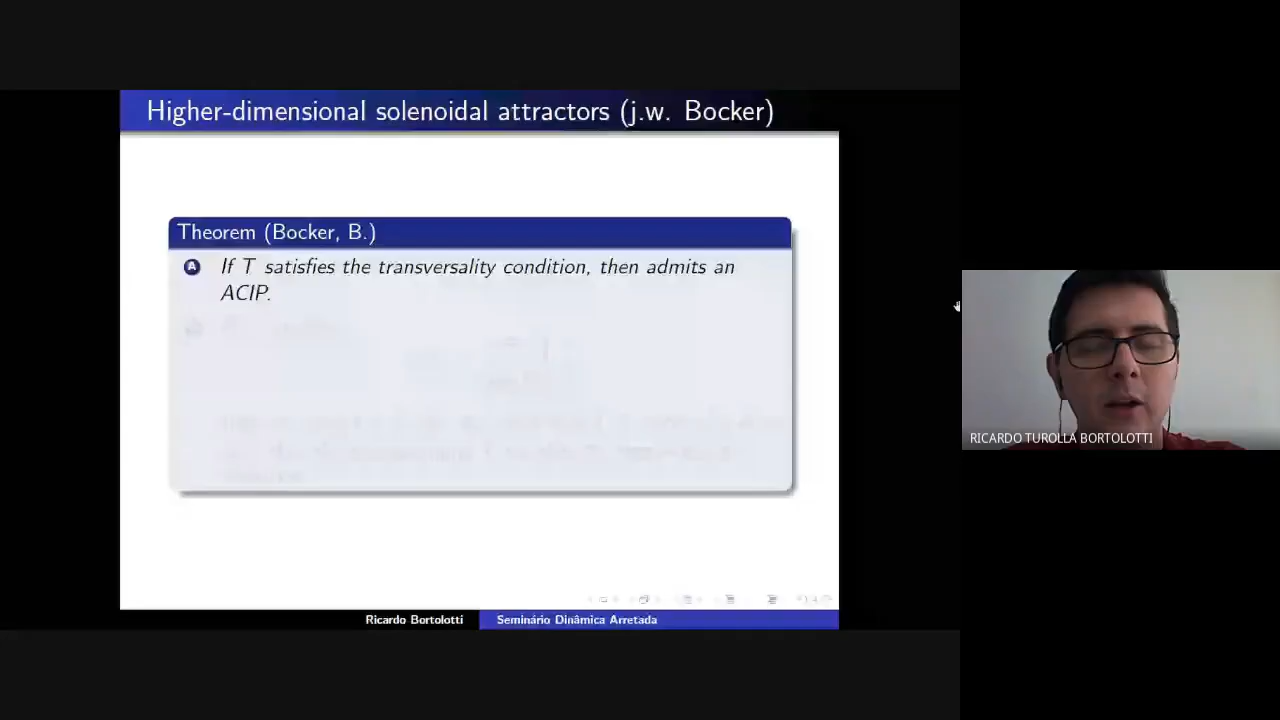 Higher-dimensional solenoidal attractors (j.w. Bocker)
Theorem (Bocker, B.)
A If T satisfies the transversality condition, then admits an
ACIP.
RICARDO TUROLLA BORTOLOTTI
Ricardo Bortolotti Seminário Dinâmica Arretada